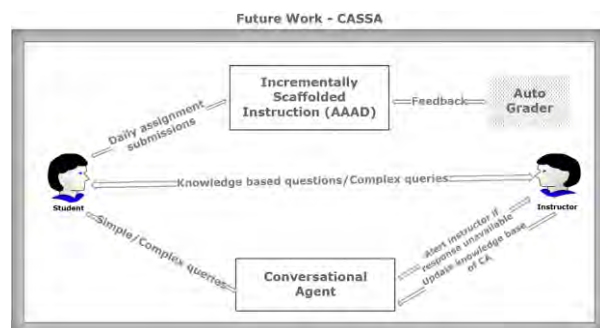 Future Work - CASSA
Incrementally
Scaffolded
Instruction (AAAD)
Feedback
Auto
Grader
Daily assignment
submissions
Knowledge based questions/Complex queries
Student
Instructor
Simple/Complex queries
Alert instructor if
response unavailable
Update knowledge base
of CA
Conversational
Agent